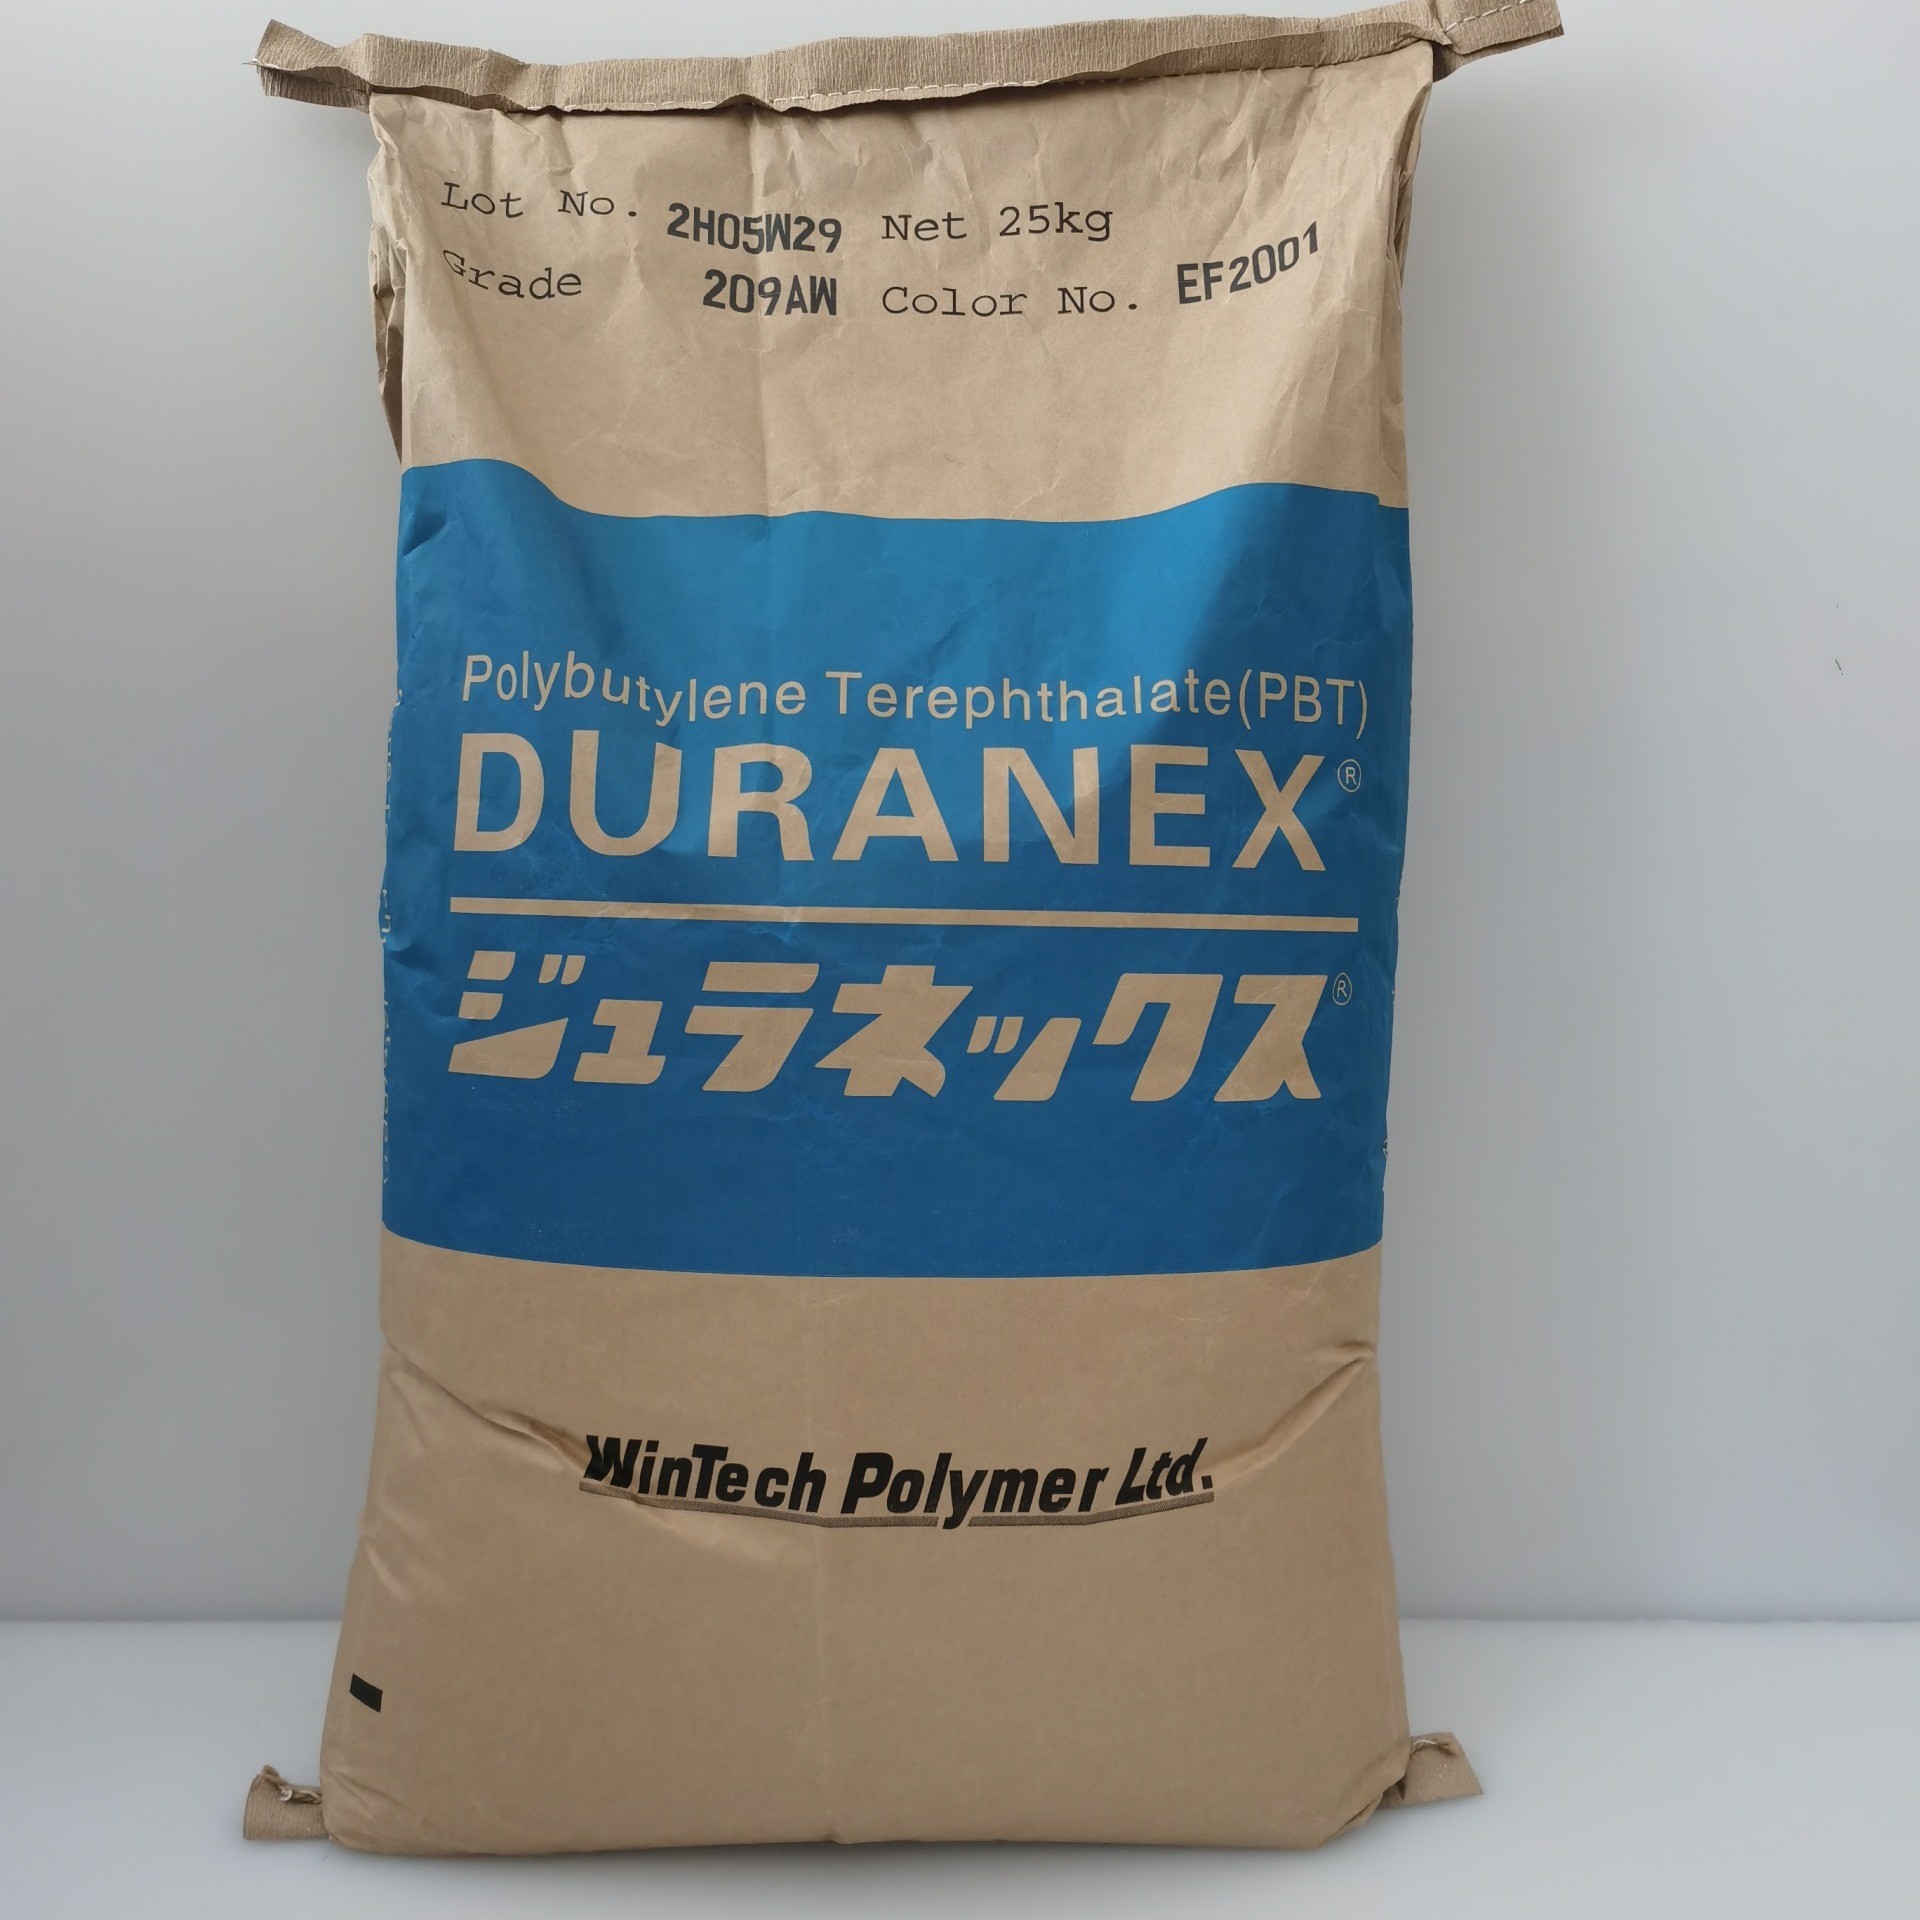 Lot No. 2H05W29 Net 25kg
Grade 209AW Color No. EF2001
Polybutylene Terephthalate(PBT)
DURANEX®
ジュラネックス®
WinTech Polymer Ltd.